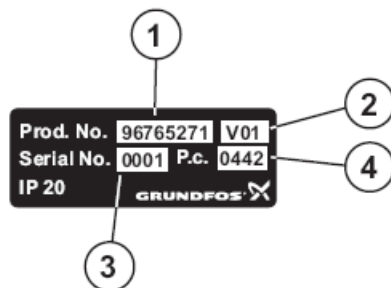 1
2
Prod. No. 96765271 V01
Serial No. 0001 P.c. 0442
4
IP 20 GRUNDFOS
3